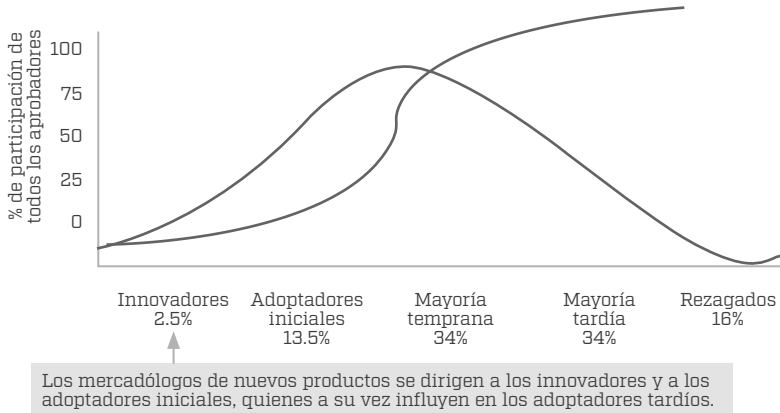 % de participación de
todos los aprobadores
100
75
50
25
0
Innovadores
2.5%
Adoptadores
iniciales
13.5%
Mayoría
temprana
34%
Mayoría
tardía
34%
Rezagados
16%
Los mercadólogos de nuevos productos se dirigen a los innovadores y a los
adoptadores iniciales, quienes a su vez influyen en los adoptadores tardíos.